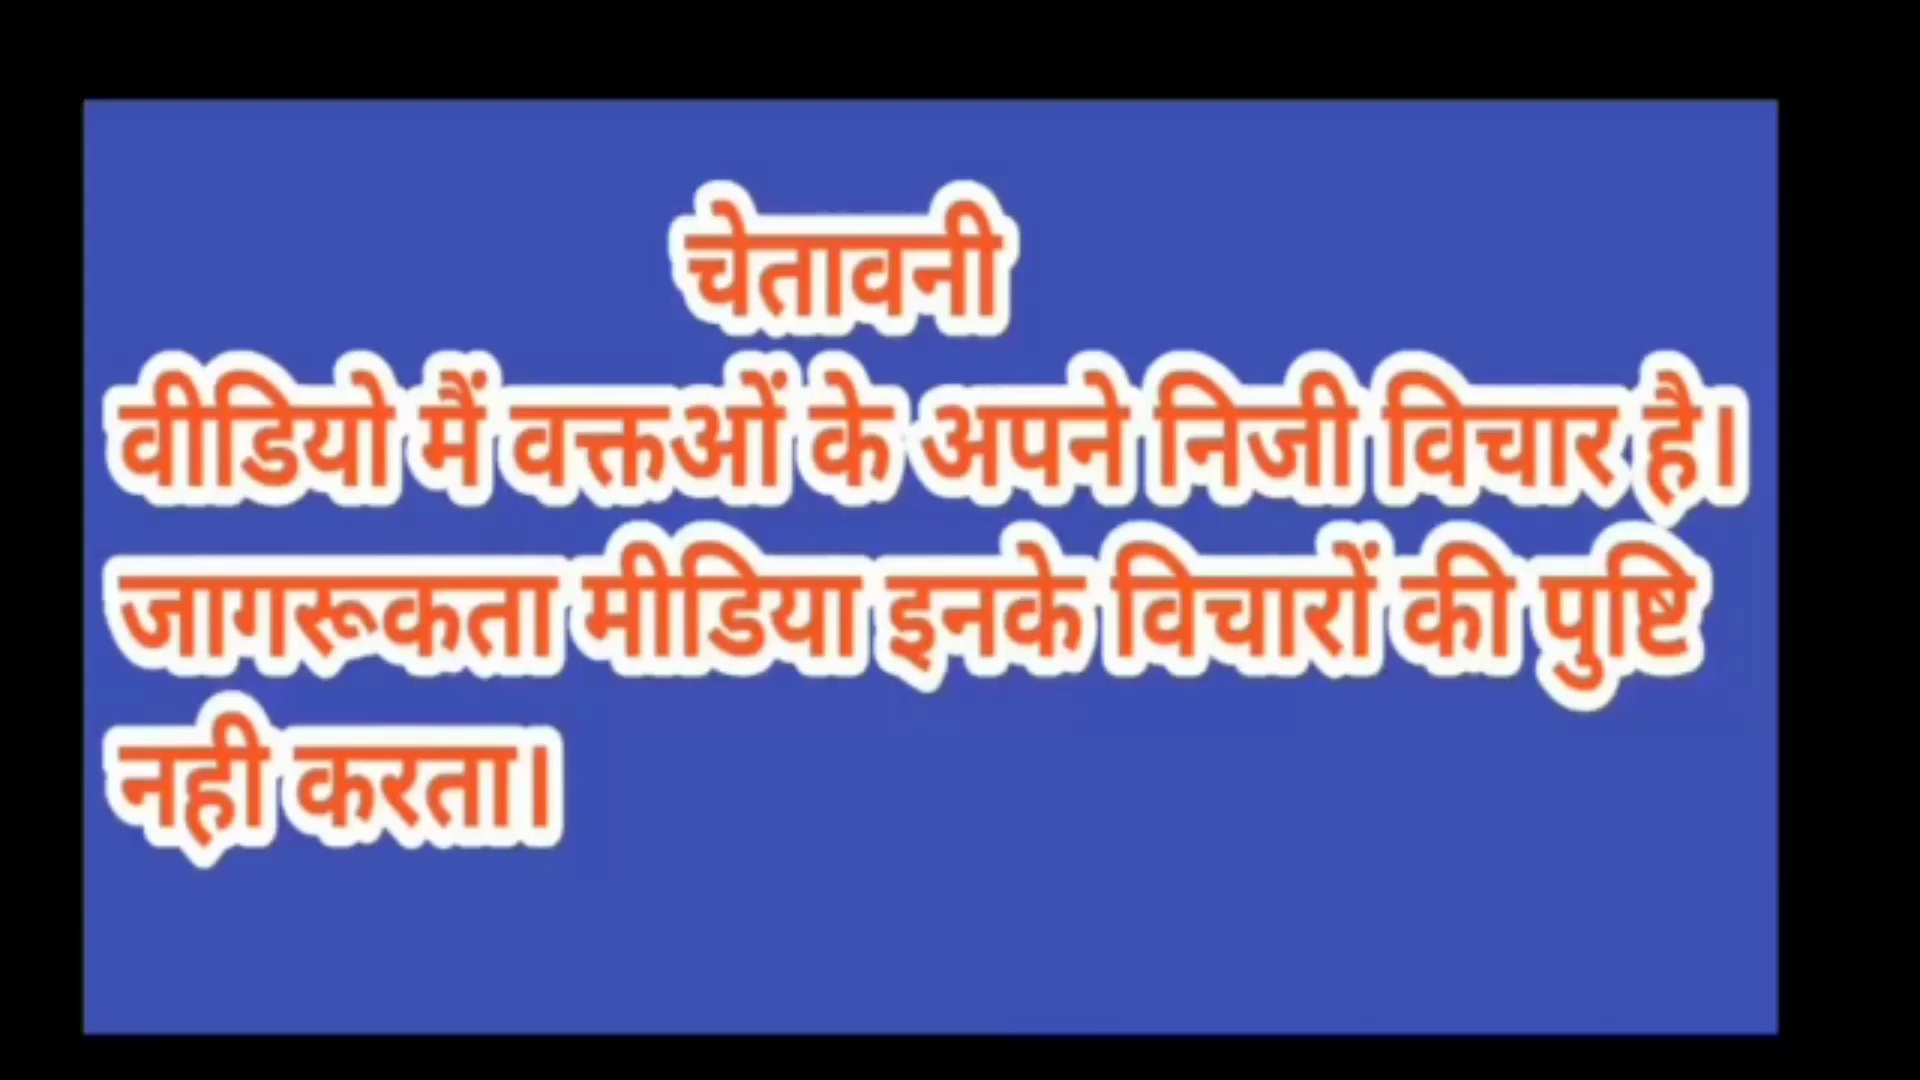 चेतावनी
वीडियो मैं वक्तओं के अपने निजी विचार है।
जागरूकता मीडिया इनके विचारों की पुष्टि
नही करता।